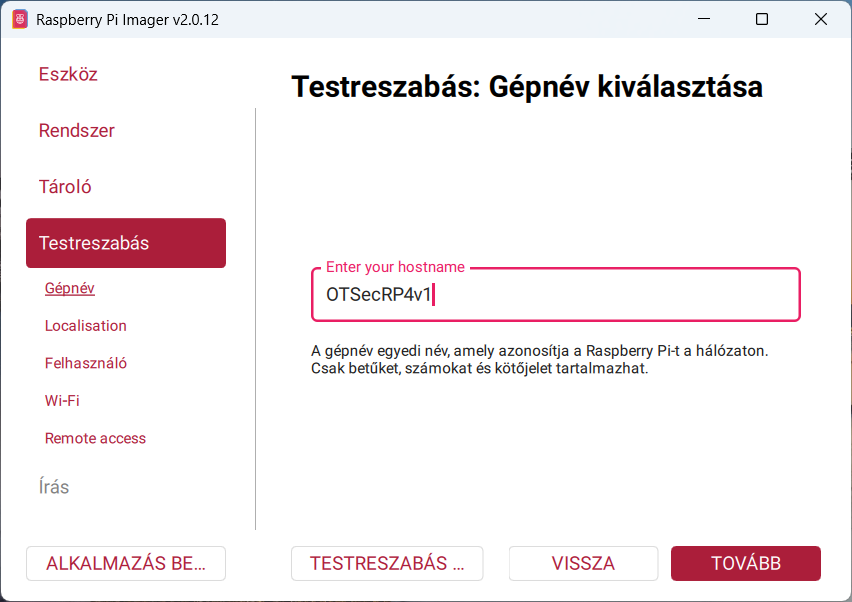 Raspberry Pi Imager v2.0.12
Eszköz
Rendszer
Tároló
Testreszabás
Gépnév
Localisation
Felhasználó
Wi-Fi
Remote access
Írás
Testreszabás: Gépnév kiválasztása
Enter your hostname
OTSecRP4v1
A gépnév egyedi név, amely azonosítja a Raspberry Pi-t a hálózaton.
Csak betűket, számokat és kötőjelet tartalmazhat.
ALKALMAZÁS BE...
TESTRESZABÁS ...
VISSZA
TOVÁBB